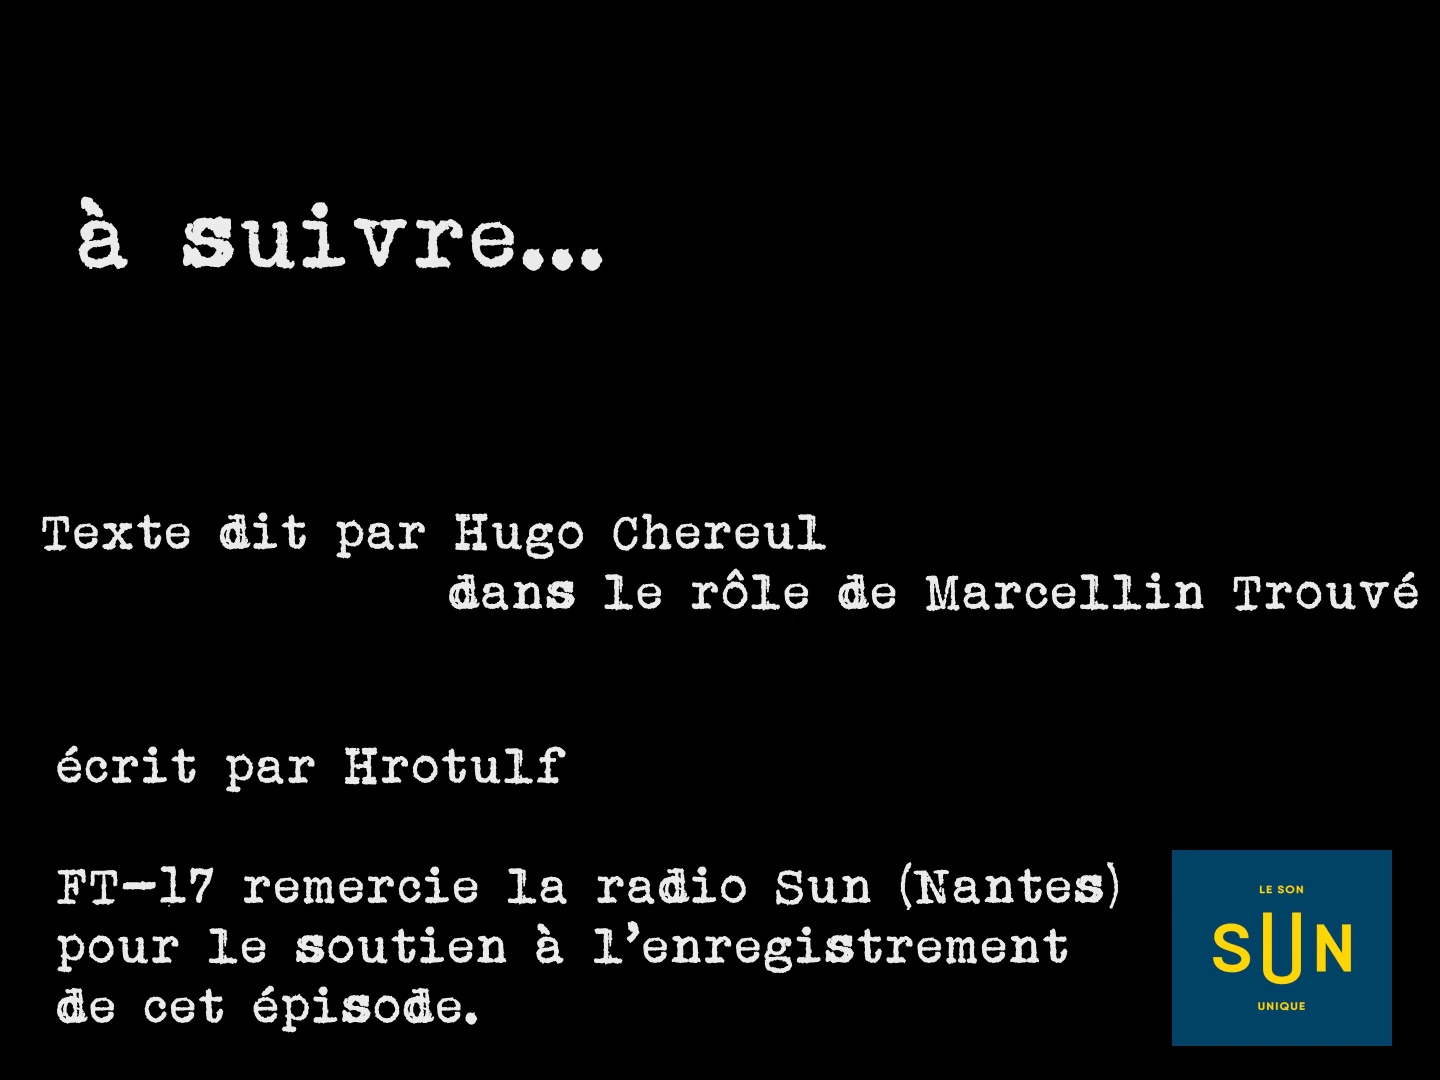 à suivre...
Texte dit par Hugo Chereul
dans le rôle de Marcellin Trouvé
écrit par Hrotulf
FT-17 remercie la radio Sun (Nantes)
pour le soutien à l'enregistrement
de cet épisode.
LE SON
SUN
UNIQUE